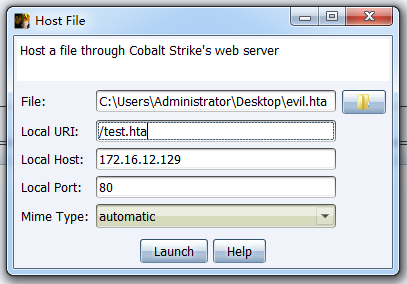 Host File
Host a file through Cobalt Strike's web server
File: C:\Users\Administrator\Desktop\evil.hta
Local URI: /test.hta
Local Host: 172.16.12.129
Local Port: 80
Mime Type: automatic
Launch Help